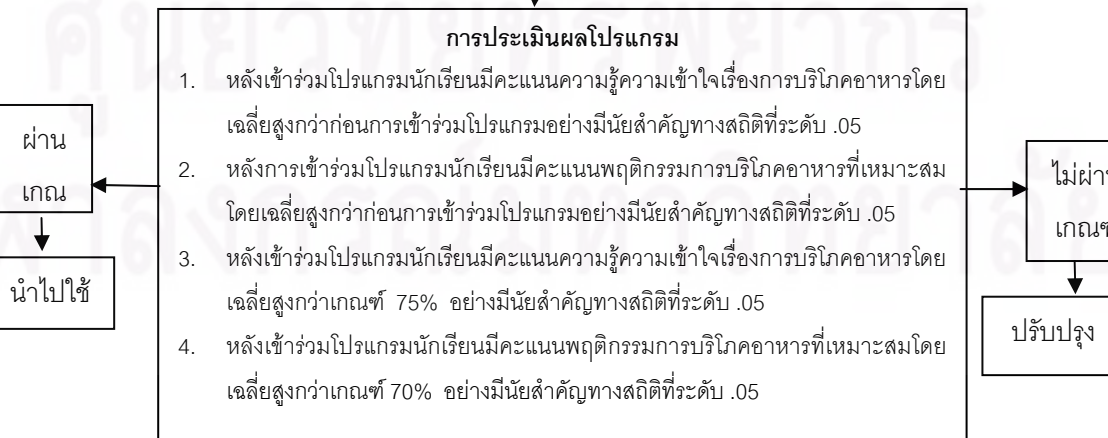 การประเมินผลโปรแกรม
1. หลังเข้าร่วมโปรแกรมนักเรียนมีคะแนนความรู้ความเข้าใจเรื่องการบริโภคอาหารโดย
เฉลี่ยสูงกว่าก่อนการเข้าร่วมโปรแกรมอย่างมีนัยสำคัญทางสถิติที่ระดับ .05
2. หลังการเข้าร่วมโปรแกรมนักเรียนมีคะแนนพฤติกรรมการบริโภคอาหารที่เหมาะสม
โดยเฉลี่ยสูงกว่าก่อนการเข้าร่วมโปรแกรมอย่างมีนัยสำคัญทางสถิติที่ระดับ .05
3. หลังเข้าร่วมโปรแกรมนักเรียนมีคะแนนความรู้ความเข้าใจเรื่องการบริโภคอาหารโดย
เฉลี่ยสูงกว่าเกณฑ์ 75% อย่างมีนัยสำคัญทางสถิติที่ระดับ .05
4. หลังเข้าร่วมโปรแกรมนักเรียนมีคะแนนพฤติกรรมการบริโภคอาหารที่เหมาะสมโดย
เฉลี่ยสูงกว่าเกณฑ์ 70% อย่างมีนัยสำคัญทางสถิติที่ระดับ .05
ผ่าน
เกณ
นำไปใช้
ไม่ผ่าน
เกณฑ
ปรับปรุง